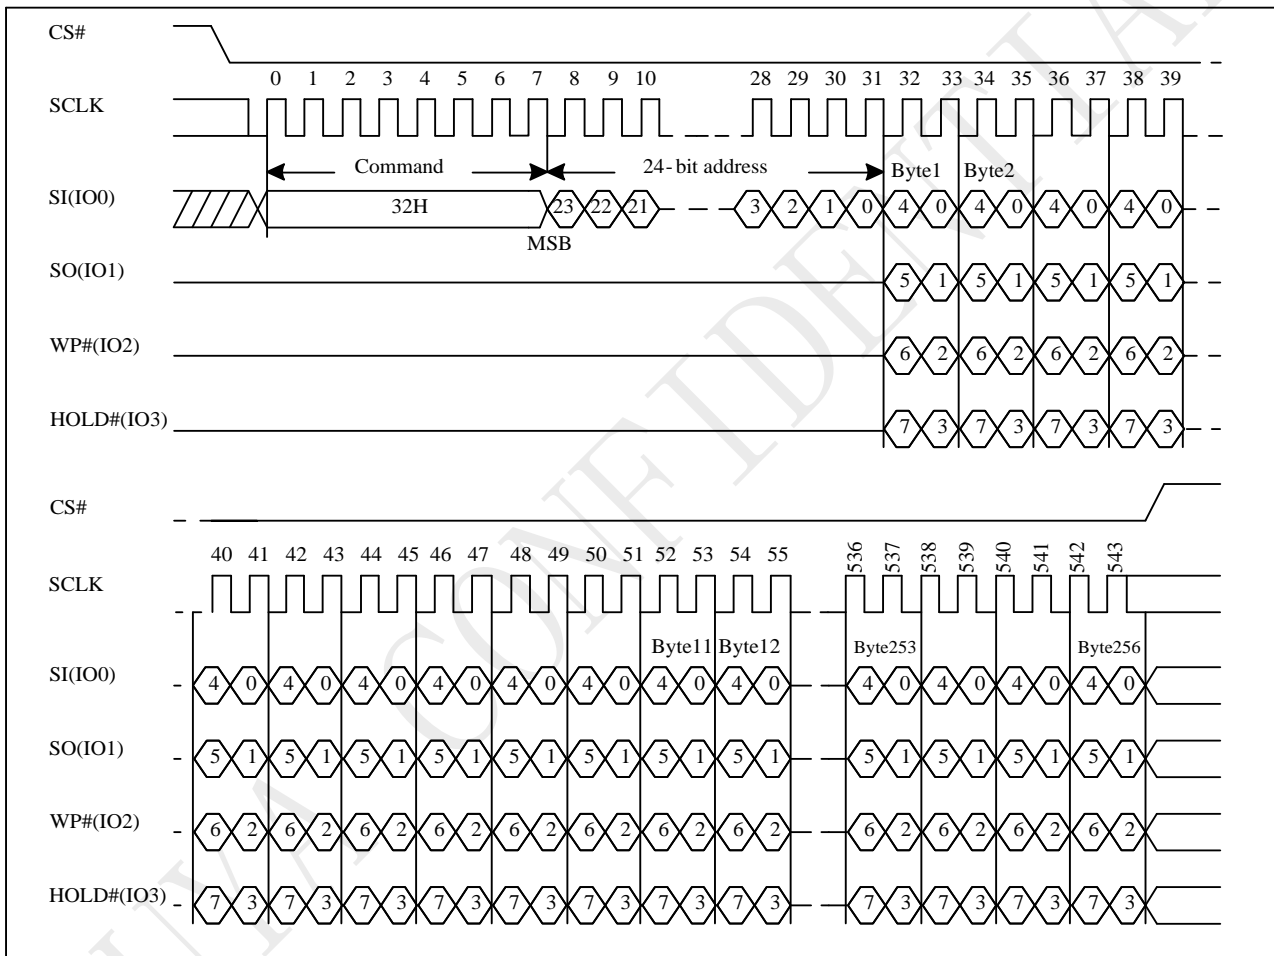 CS#
0 1 2 3 4 5 6 7 8 9 10 28 29 30 31 32 33 34 35 36 37 38 39
SCLK
Command 24-bit address Byte1 Byte2
SI(IO0) 32H 23 22 21 3 2 1 0 4 0 4 0 4 0 4 0
MSB
SO(IO1) 5 1 5 1 5 1 5 1
WP#(IO2) 6 2 6 2 6 2 6 2
HOLD#(IO3) 7 3 7 3 7 3 7 3
CS#
40 41 42 43 44 45 46 47 48 49 50 51 52 53 54 55 536 537 538 539 540 541 542 543
SCLK
Byte11 Byte12 Byte253 Byte256
SI(IO0) 4 0 4 0 4 0 4 0 4 0 4 0 4 0 4 0 4 0 4 0 4 0 4 0
SO(IO1) 5 1 5 1 5 1 5 1 5 1 5 1 5 1 5 1 5 1 5 1 5 1 5 1
WP#(IO2) 6 2 6 2 6 2 6 2 6 2 6 2 6 2 6 2 6 2 6 2 6 2 6 2
HOLD#(IO3) 7 3 7 3 7 3 7 3 7 3 7 3 7 3 7 3 7 3 7 3 7 3 7 3
UYA CONFIDENTIAL